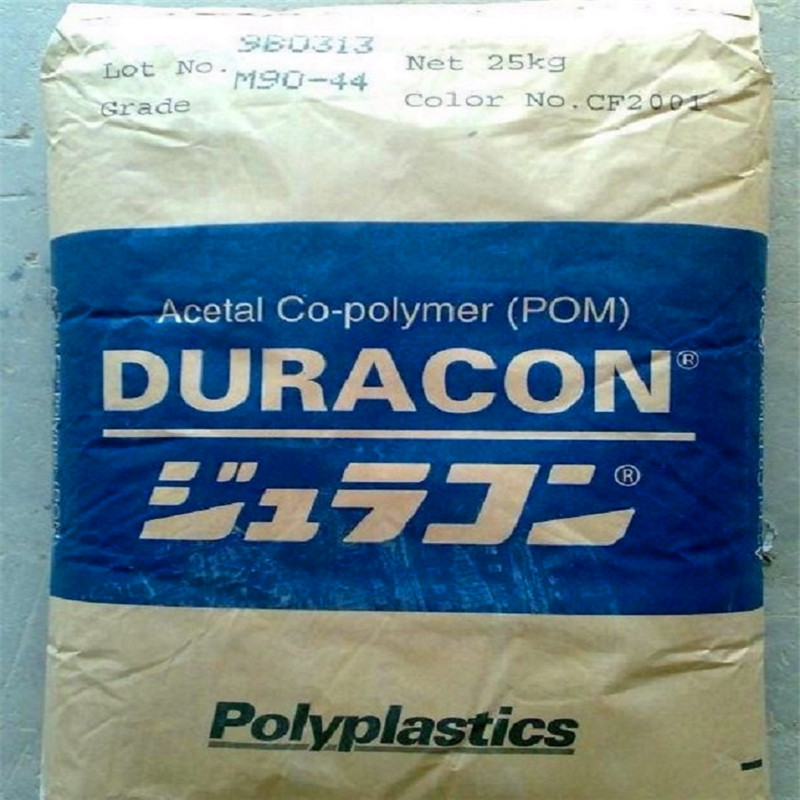 Lot No. 9B0313 Net 25kg
Grade M90-44 Color No.CF2001
Acetal Co-polymer (POM)
DURACON®
ジュラコン®
Polyplastics